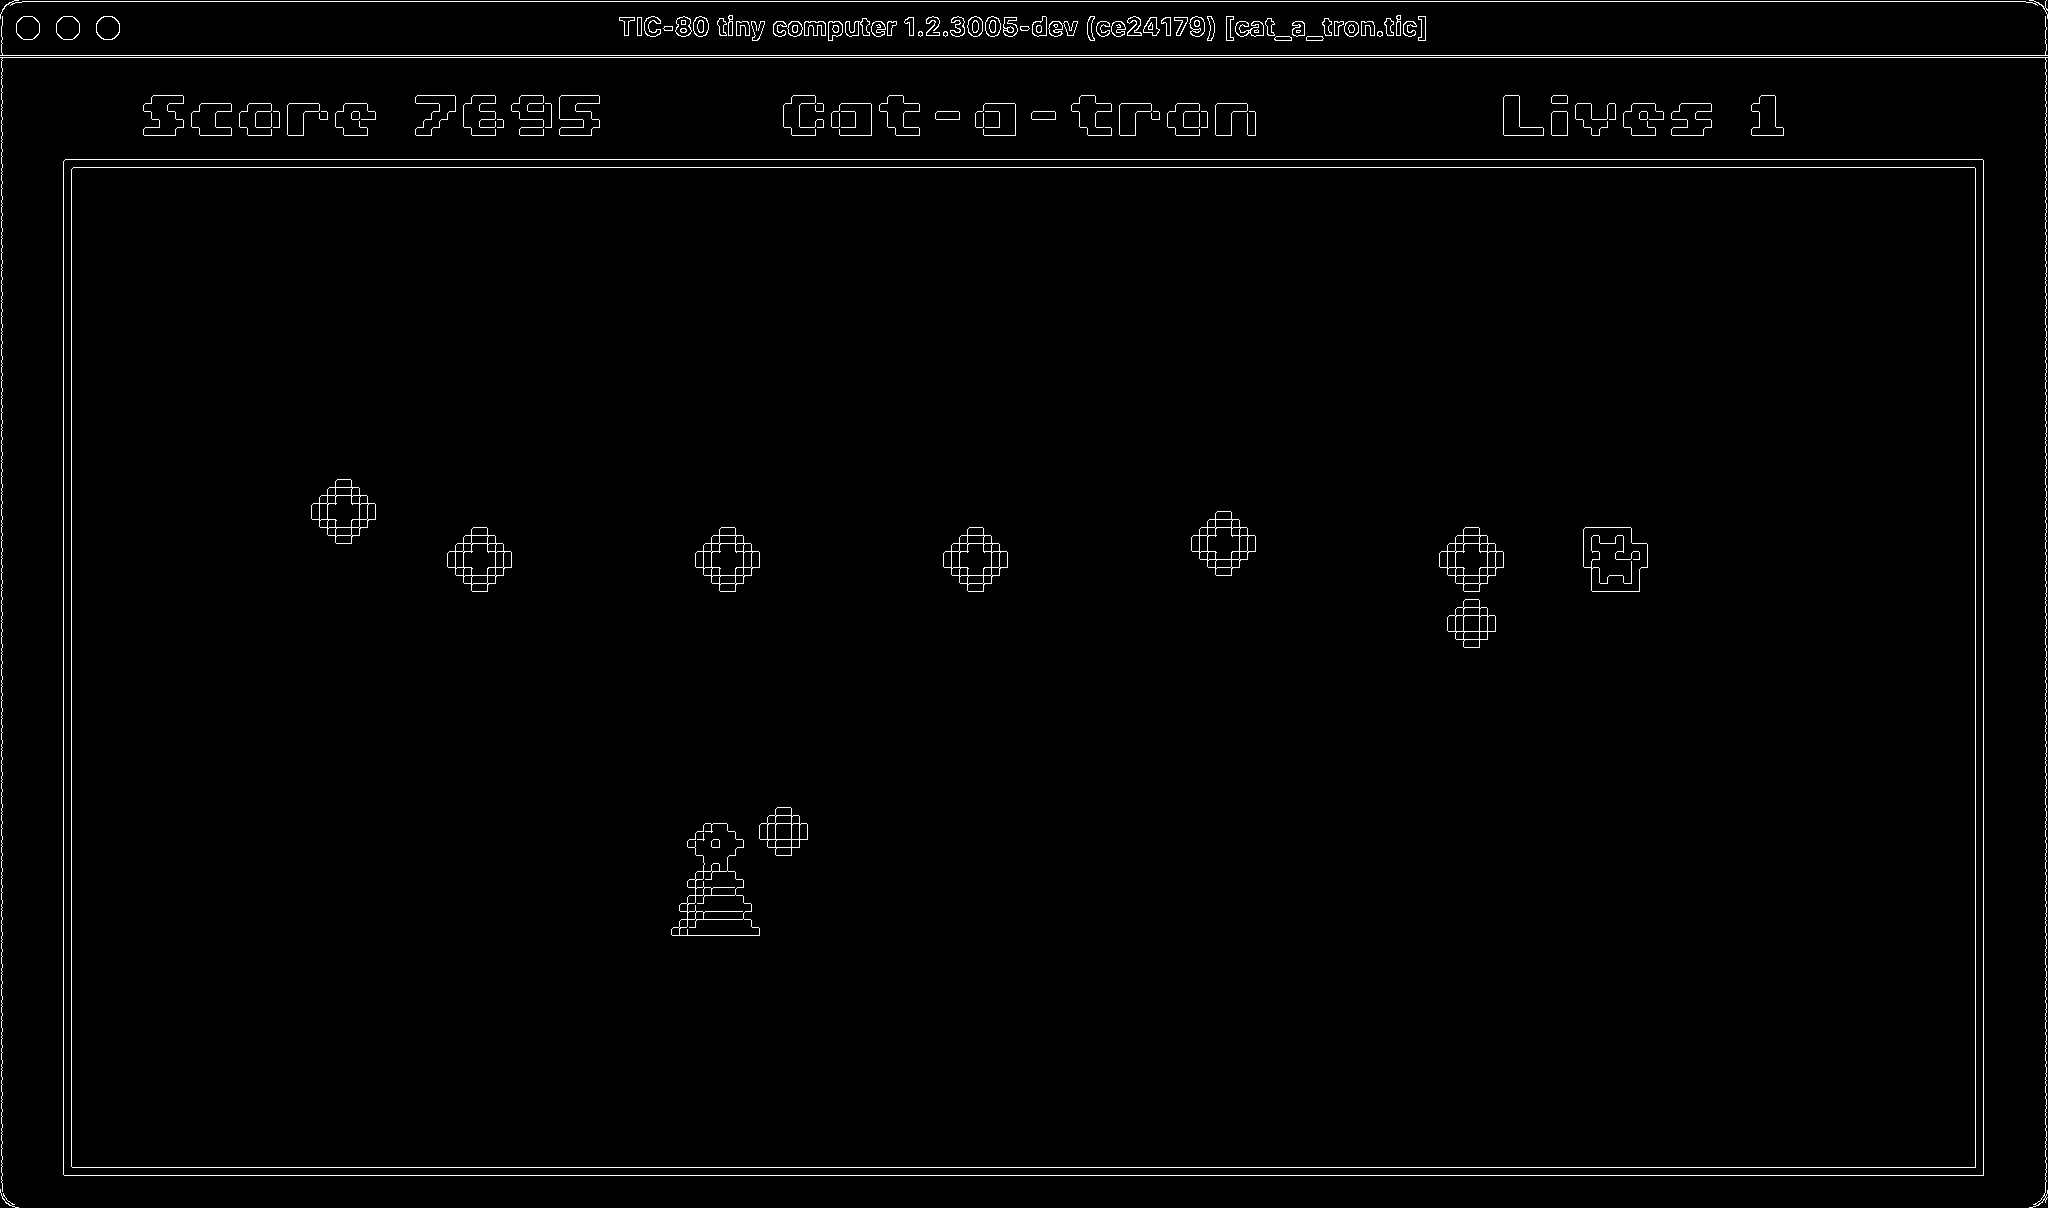 TIC-80 tiny computer 1.2.3005-dev (ce24179) [cat_a_tron.tic]
Score 7695 Cat-a-tron Lives 1